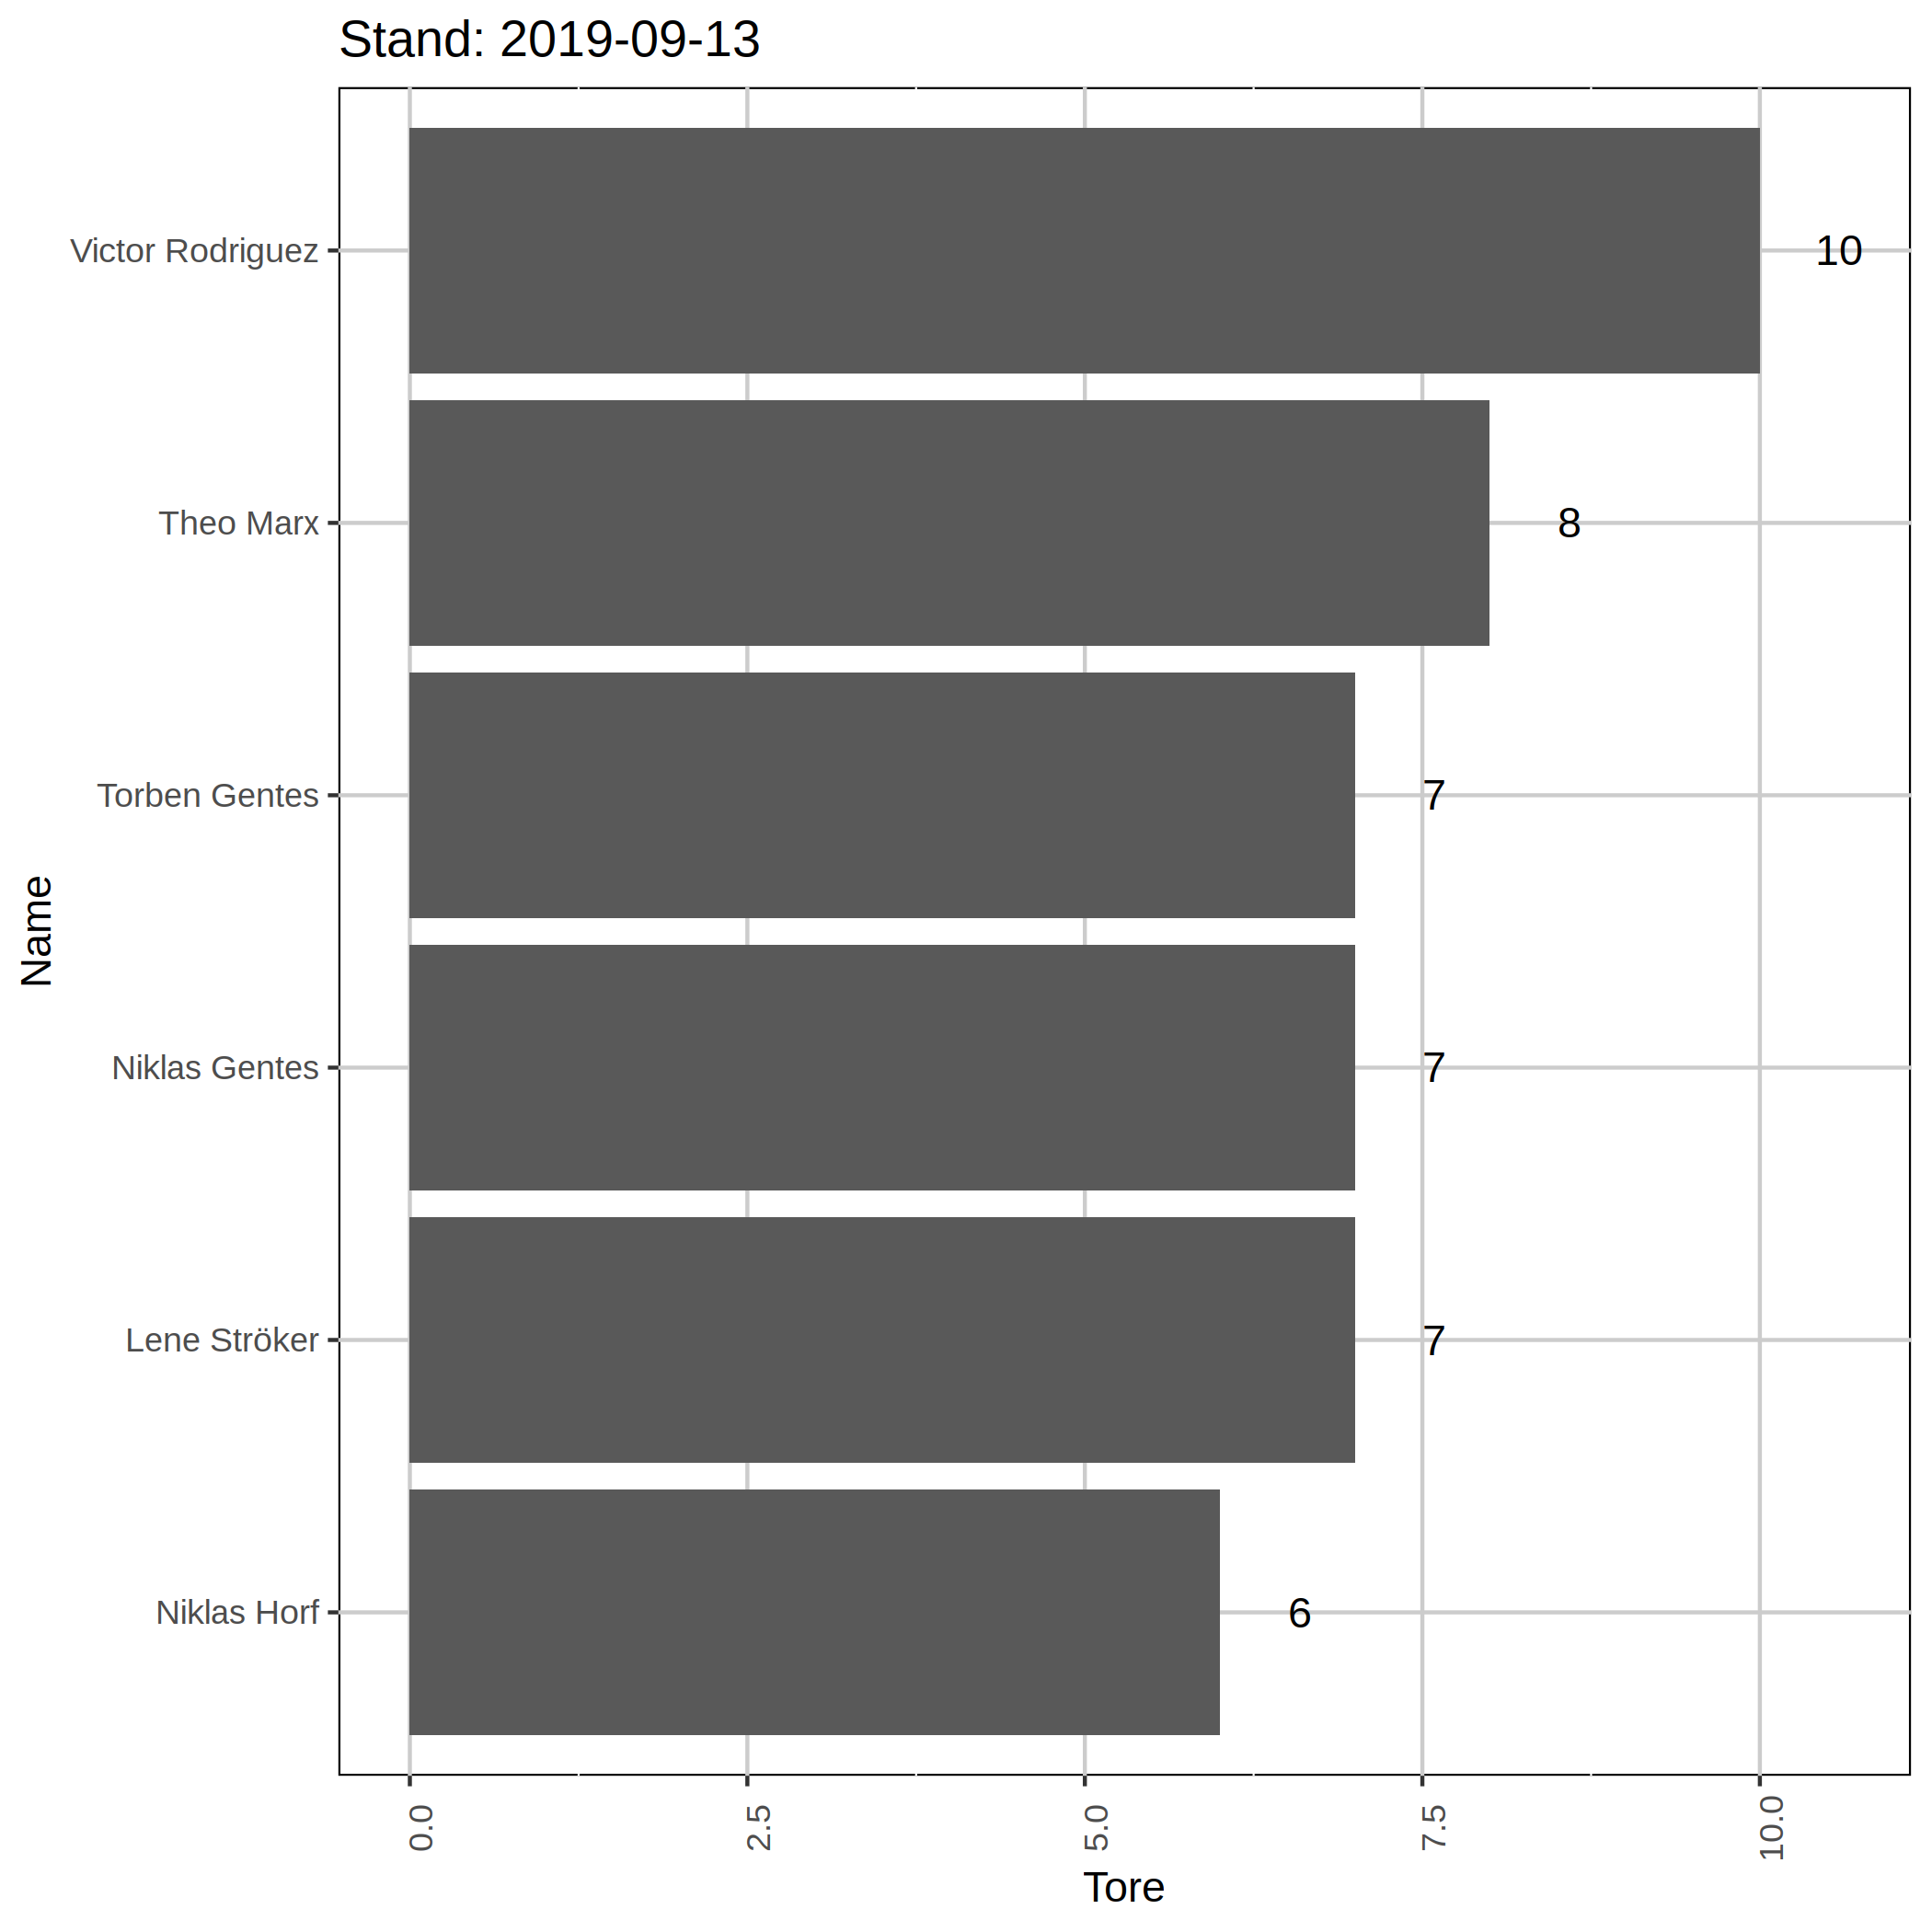 Stand: 2019-09-13
Victor Rodriguez
10
Theo Marx
8
Torben Gentes
7
Niklas Gentes
7
Lene Ströker
7
Niklas Horf
6
Name
0.0
2.5
5.0
7.5
10.0
Tore